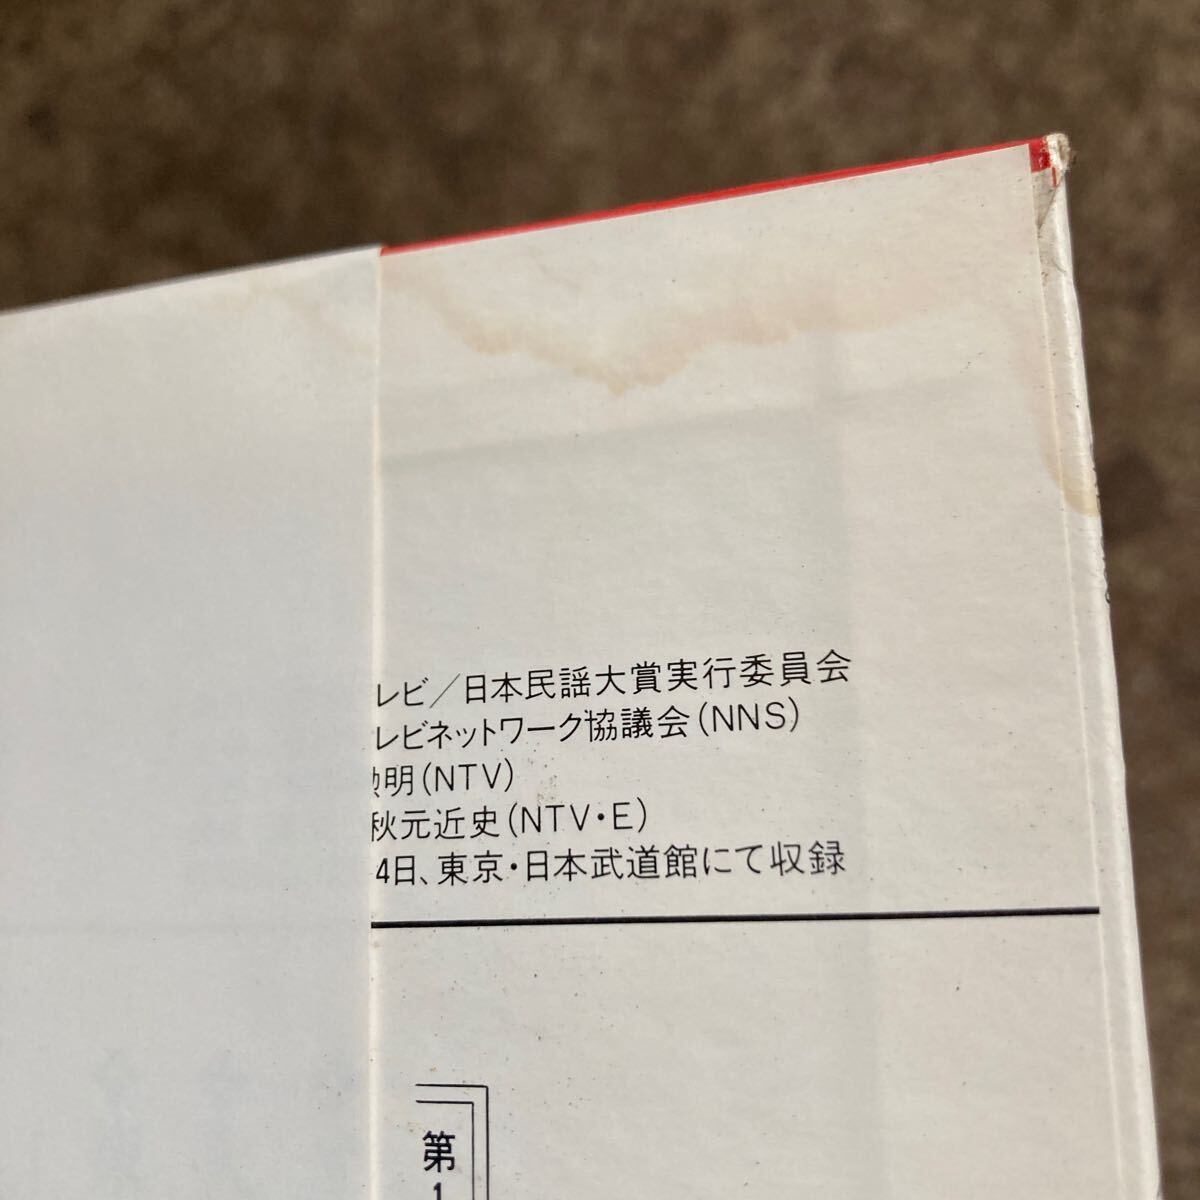 レビ／日本民謡大賞実行委員会
レビネットワーク協議会(NNS)
明(NTV)
秋元近史(NTV・E)
4日、東京・日本武道館にて収録
第
1